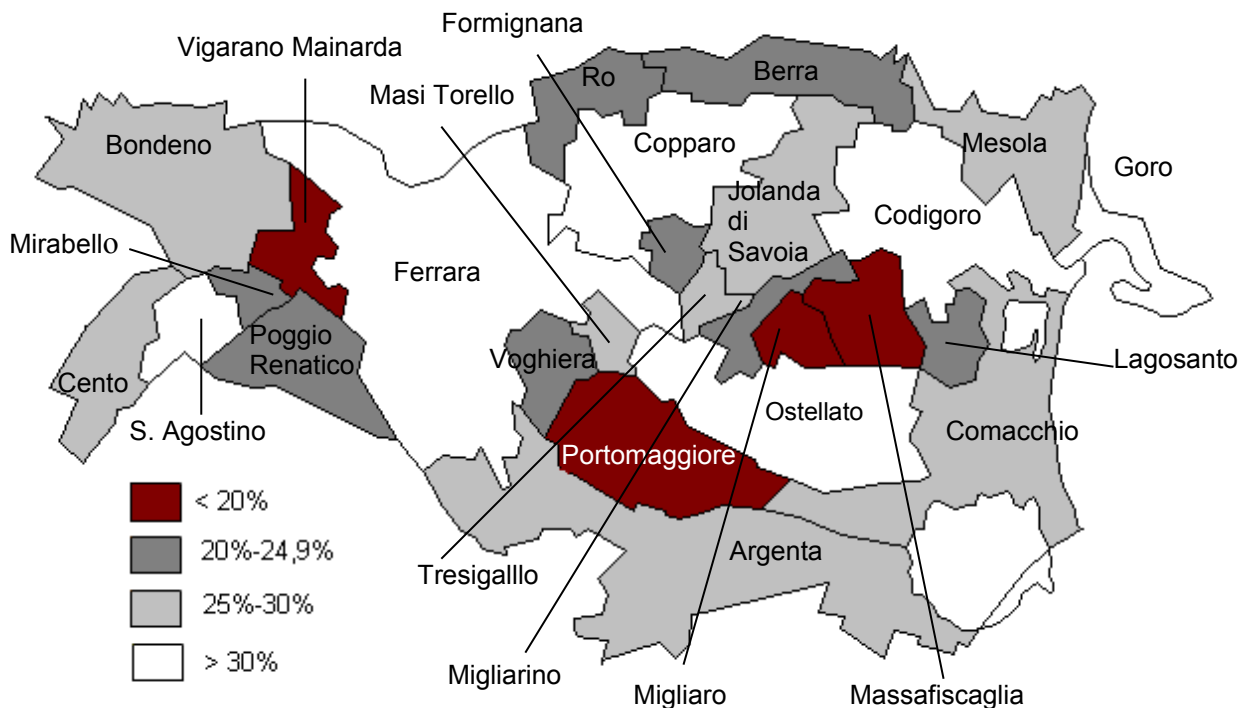 Formignana
Vigarano Mainarda
Ro
Berra
Masi Torello
Bondeno
Copparo
Mesola
Goro
Jolanda
di
Savoia
Codigoro
Mirabello
Ferrara
Poggio
Renatico
Voghiera
Cento
Lagosanto
S. Agostino
Ostellato
Comacchio
Portomaggiore
< 20%
20%-24,9%
Argenta
Tresigalllo
25%-30%
> 30%
Migliarino
Migliaro
Massafiscaglia